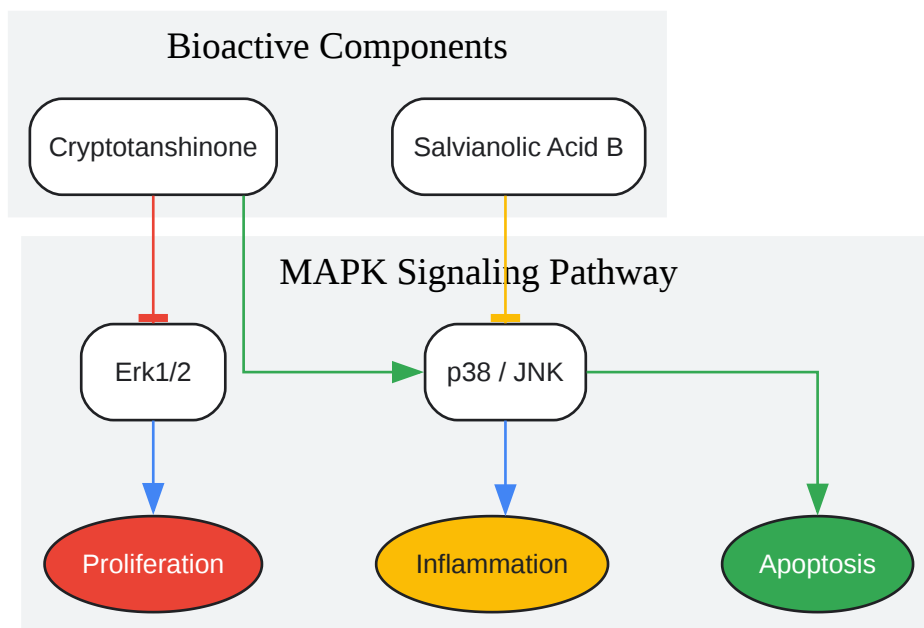 Bioactive Components
Cryptotanshinone
Salvianolic Acid B
MAPK Signaling Pathway
Erk1/2
p38 / JNK
Proliferation
Inflammation
Apoptosis